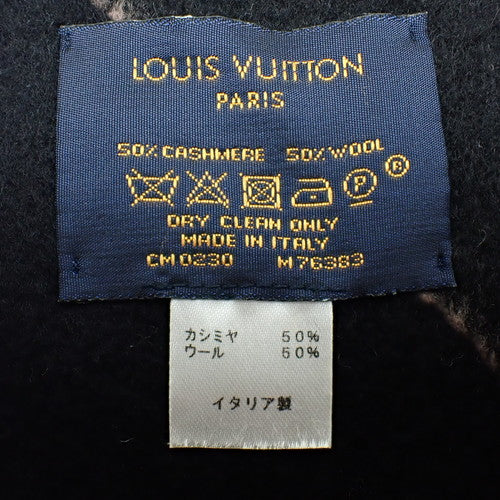 LOUIS VUITTON
PARIS
50% CASHMERE 50% WOOL
P ®
DRY CLEAN ONLY
MADE IN ITALY
CM0230 M76383
カシミヤ 50%
ウール 50%
イタリア製